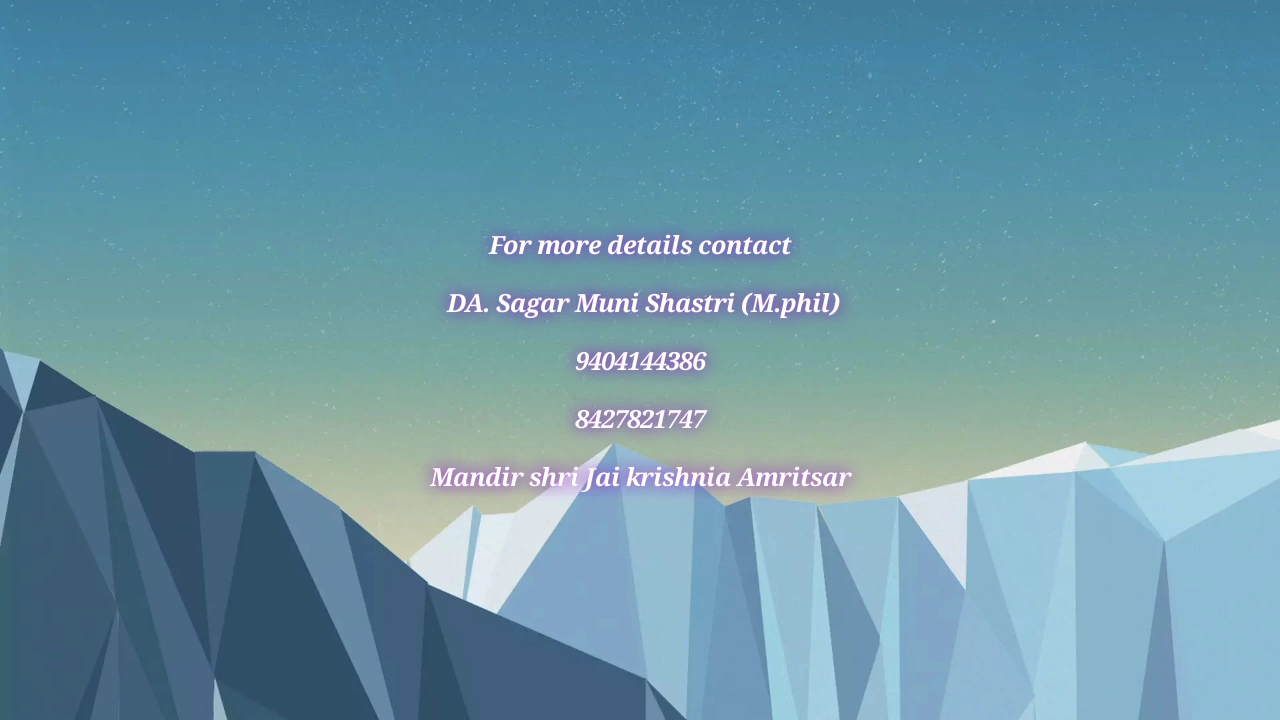 For more details contact
DA. Sagar Muni Shastri (M.phil)
9404144386
8427821747
Mandir shri Jai krishnia Amritsar